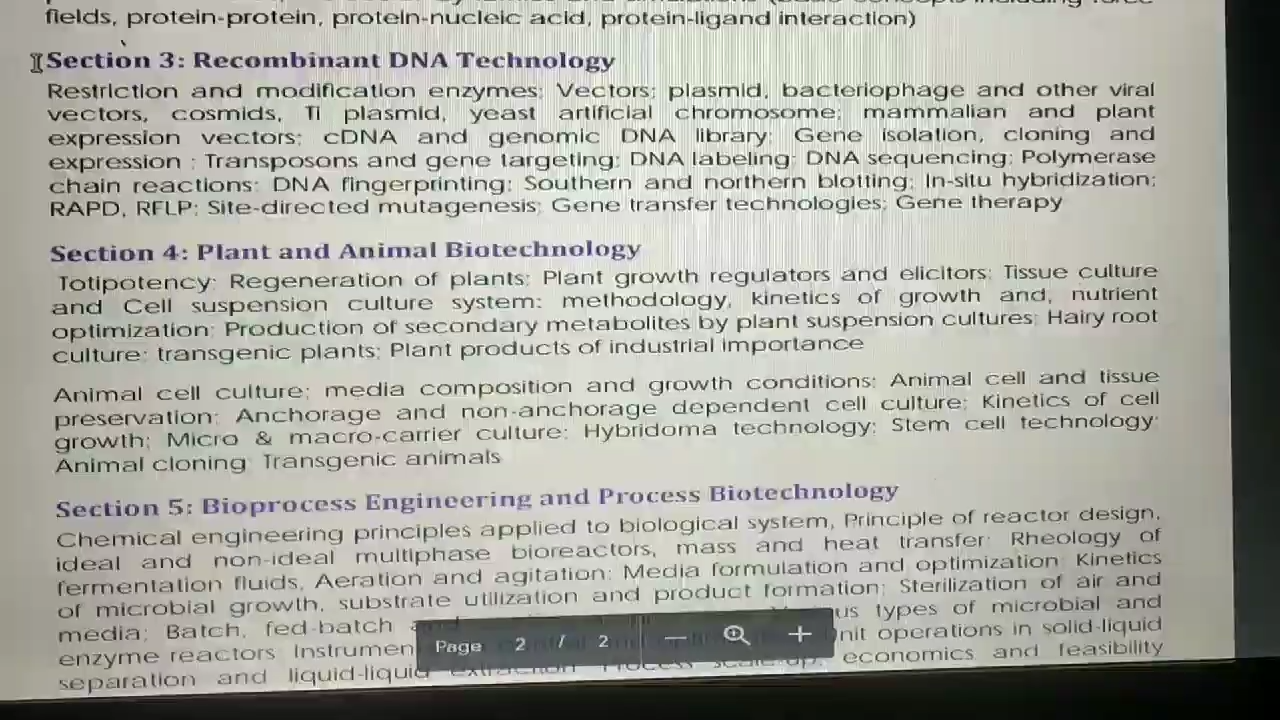 fields, protein-protein, protein-nucleic acid, protein-ligand interaction)
Section 3: Recombinant DNA Technology
Restriction and modification enzymes; Vectors; plasmid, bacteriophage and other viral
vectors, cosmids, Ti plasmid, yeast artificial chromosome; mammalian and plant
expression vectors; cDNA and genomic DNA library; Gene isolation, cloning and
expression ; Transposons and gene targeting; DNA labeling; DNA sequencing; Polymerase
chain reactions; DNA fingerprinting; Southern and northern blotting; In-situ hybridization;
RAPD, RFLP; Site-directed mutagenesis; Gene transfer technologies; Gene therapy
Section 4: Plant and Animal Biotechnology
Totipotency; Regeneration of plants; Plant growth regulators and elicitors; Tissue culture
and Cell suspension culture system: methodology, kinetics of growth and, nutrient
optimization; Production of secondary metabolites by plant suspension cultures; Hairy root
culture; transgenic plants; Plant products of industrial importance
Animal cell culture; media composition and growth conditions; Animal cell and tissue
preservation; Anchorage and non-anchorage dependent cell culture; Kinetics of cell
growth; Micro & macro-carrier culture; Hybridoma technology; Stem cell technology;
Animal cloning; Transgenic animals
Section 5: Bioprocess Engineering and Process Biotechnology
Chemical engineering principles applied to biological system, Principle of reactor design,
ideal and non-ideal multiphase bioreactors, mass and heat transfer; Rheology of
fermentation fluids, Aeration and agitation; Media formulation and optimization; Kinetics
of microbial growth, substrate utilization and product formation; Sterilization of air and
media; Batch, fed-batch and us types of microbial and
enzyme reactors Instrumen unit operations in solid-liquid
separation and liquid-liquid extraction Process scale-up, economics and feasibility
Page 2 / 2